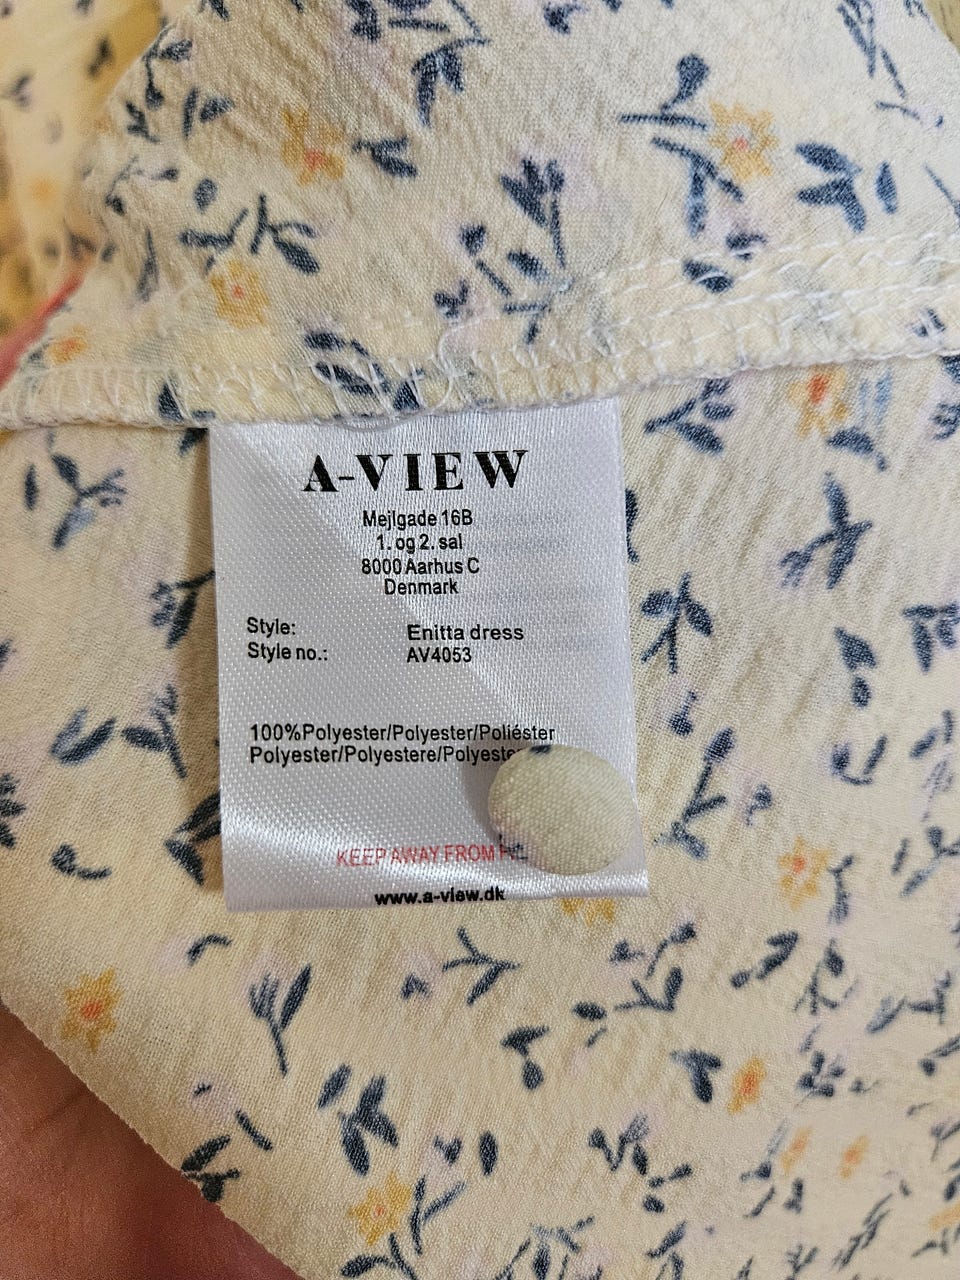 A-VIEW
Mejlgade 16B
1. og 2. sal
8000 Aarhus C
Denmark
Style: Enitta dress
Style no.: AV4053
100%Polyester/Polyester/Poliéster
Polyester/Polyestere/Polyester
KEEP AWAY FROM
www.a-view.dk